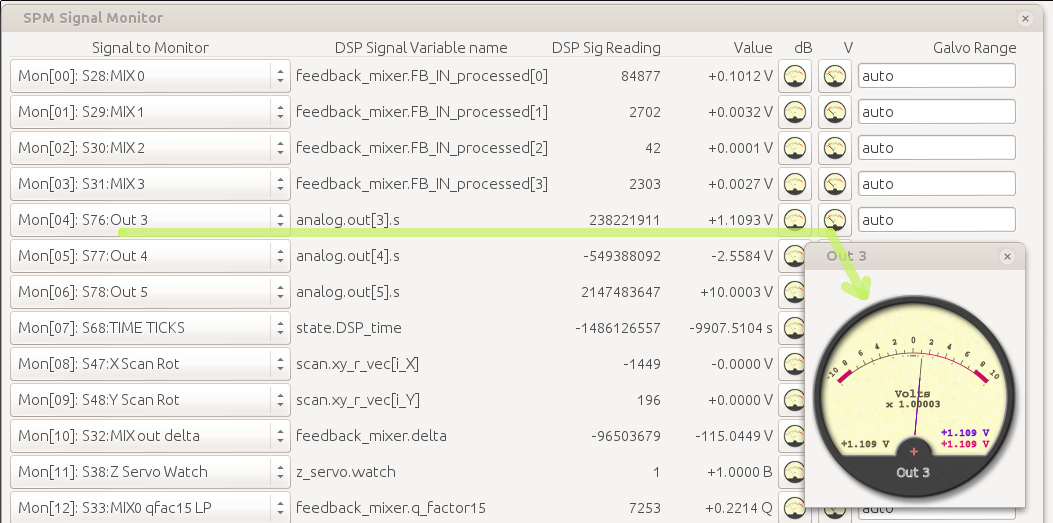 SPM Signal Monitor
Signal to Monitor DSP Signal Variable name DSP Sig Reading Value dB V Galvo Range
Mon[00]: S28:MIX 0 feedback_mixer.FB_IN_processed[0] 84877 +0.1012 V auto
Mon[01]: S29:MIX 1 feedback_mixer.FB_IN_processed[1] 2702 +0.0032 V auto
Mon[02]: S30:MIX 2 feedback_mixer.FB_IN_processed[2] 42 +0.0001 V auto
Mon[03]: S31:MIX 3 feedback_mixer.FB_IN_processed[3] 2303 +0.0027 V auto
Mon[04]: S76:Out 3 analog.out[3].s 238221911 +1.1093 V auto
Mon[05]: S77:Out 4 analog.out[4].s -549388092 -2.5584 V
Mon[06]: S78:Out 5 analog.out[5].s 2147483647 +10.0003 V
Mon[07]: S68:TIME TICKS state.DSP_time -1486126557 -9907.5104 s
Mon[08]: S47:X Scan Rot scan.xy_r_vec[i_X] -1449 -0.0000 V
Mon[09]: S48:Y Scan Rot scan.xy_r_vec[i_Y] 196 +0.0000 V
Mon[10]: S32:MIX out delta feedback_mixer.delta -96503679 -115.0449 V
Mon[11]: S38:Z Servo Watch z_servo.watch 1 +1.0000 B
Mon[12]: S33:MIX0 qfac15 LP feedback_mixer.q_factor15 7253 +0.2214 Q auto
Out 3
-10 8 6 4 2 0 2 4 6 8 10
Volts
x 1.00003
+1.109 V
+1.109 V +1.109 V
+
Out 3